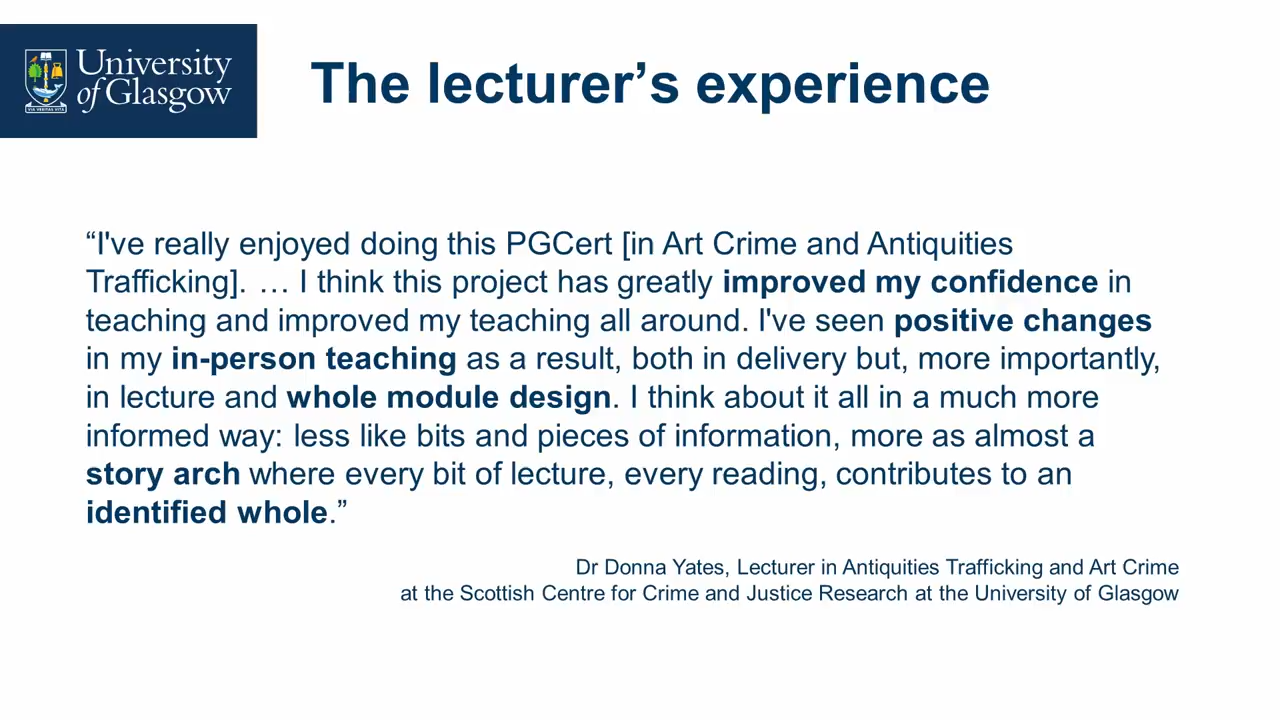 University
of Glasgow
VIA VERITAS VITA
The lecturer’s experience
“I've really enjoyed doing this PGCert [in Art Crime and Antiquities
Trafficking]. … I think this project has greatly improved my confidence in
teaching and improved my teaching all around. I've seen positive changes
in my in-person teaching as a result, both in delivery but, more importantly,
in lecture and whole module design. I think about it all in a much more
informed way: less like bits and pieces of information, more as almost a
story arch where every bit of lecture, every reading, contributes to an
identified whole.”
Dr Donna Yates, Lecturer in Antiquities Trafficking and Art Crime
at the Scottish Centre for Crime and Justice Research at the University of Glasgow